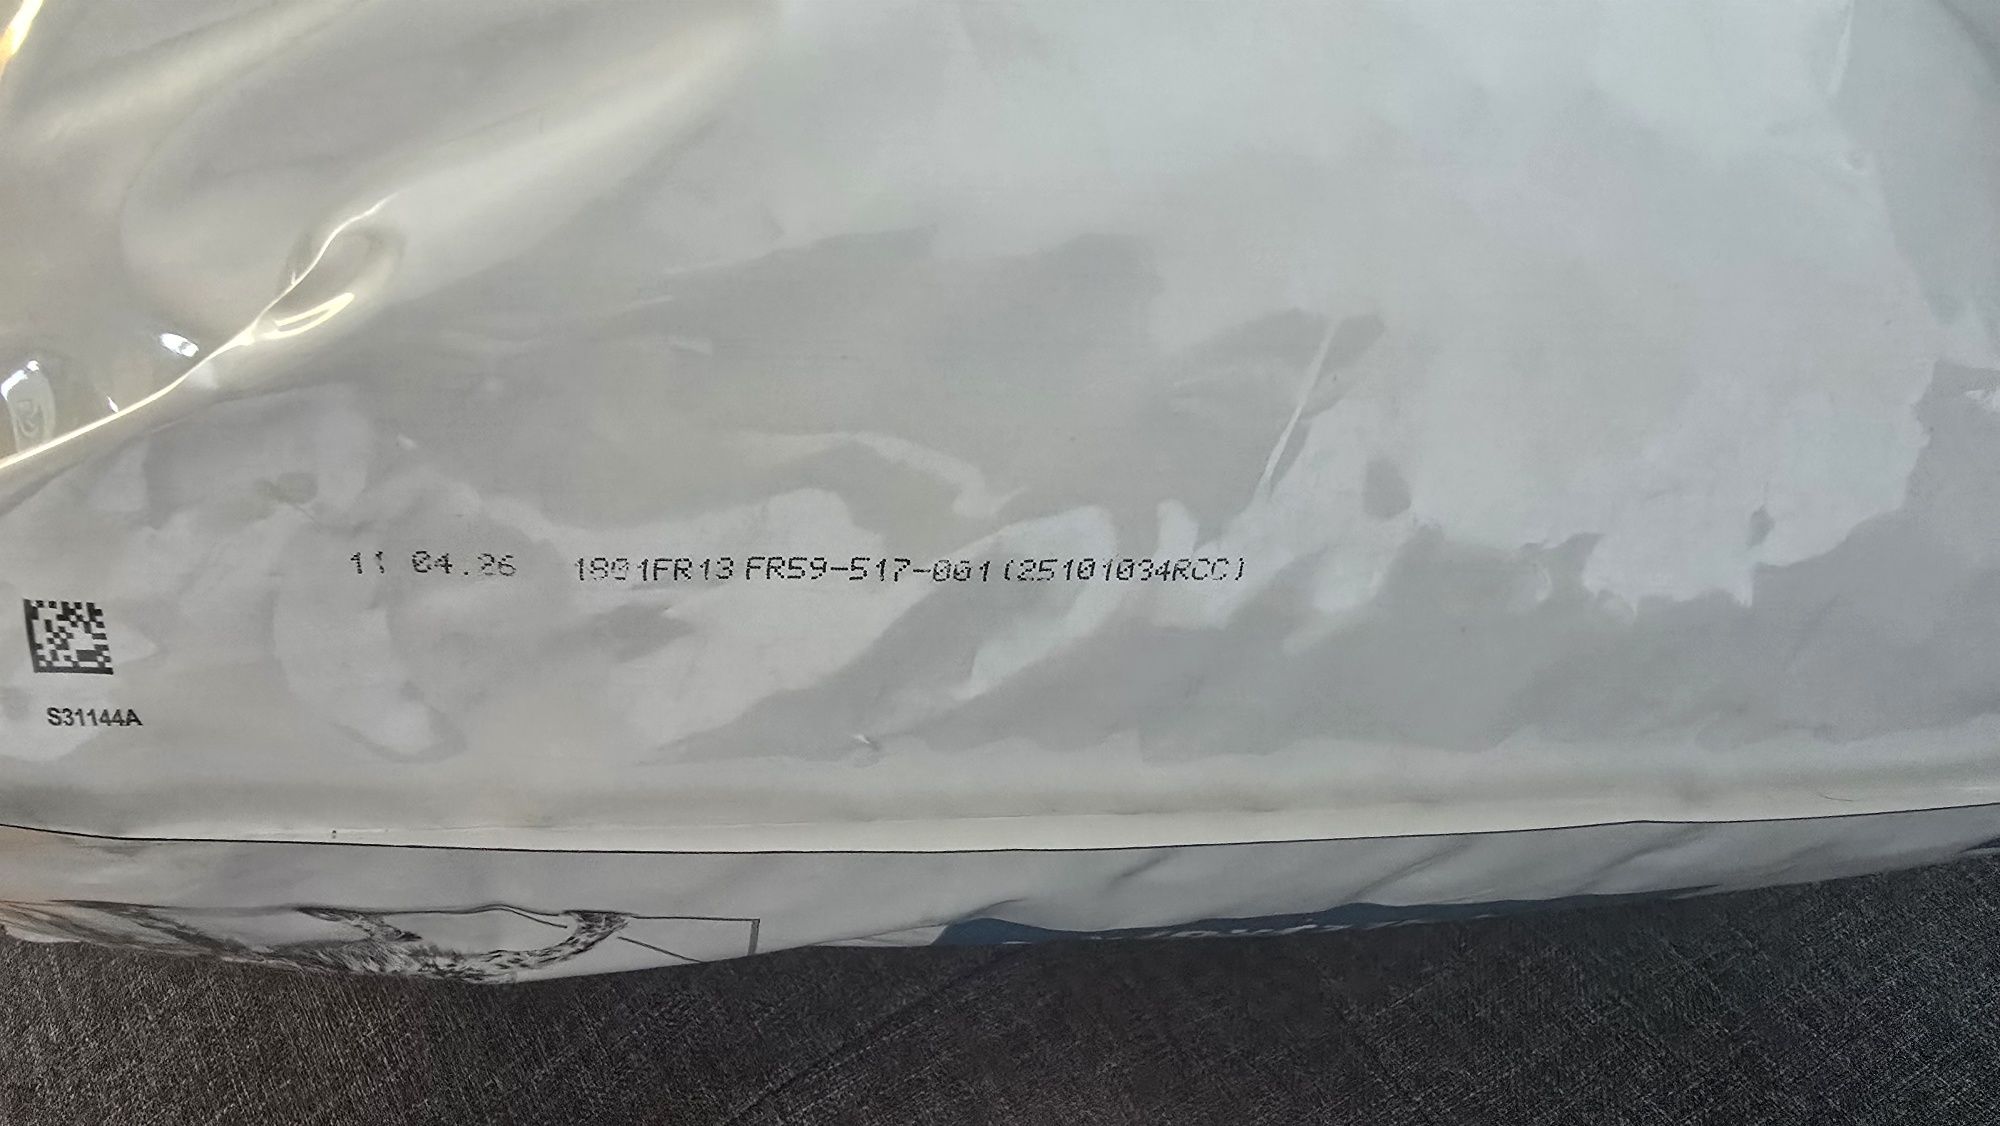 11 04.26 1801FR13 FR59-517-001 (25101034RCC)
S31144A